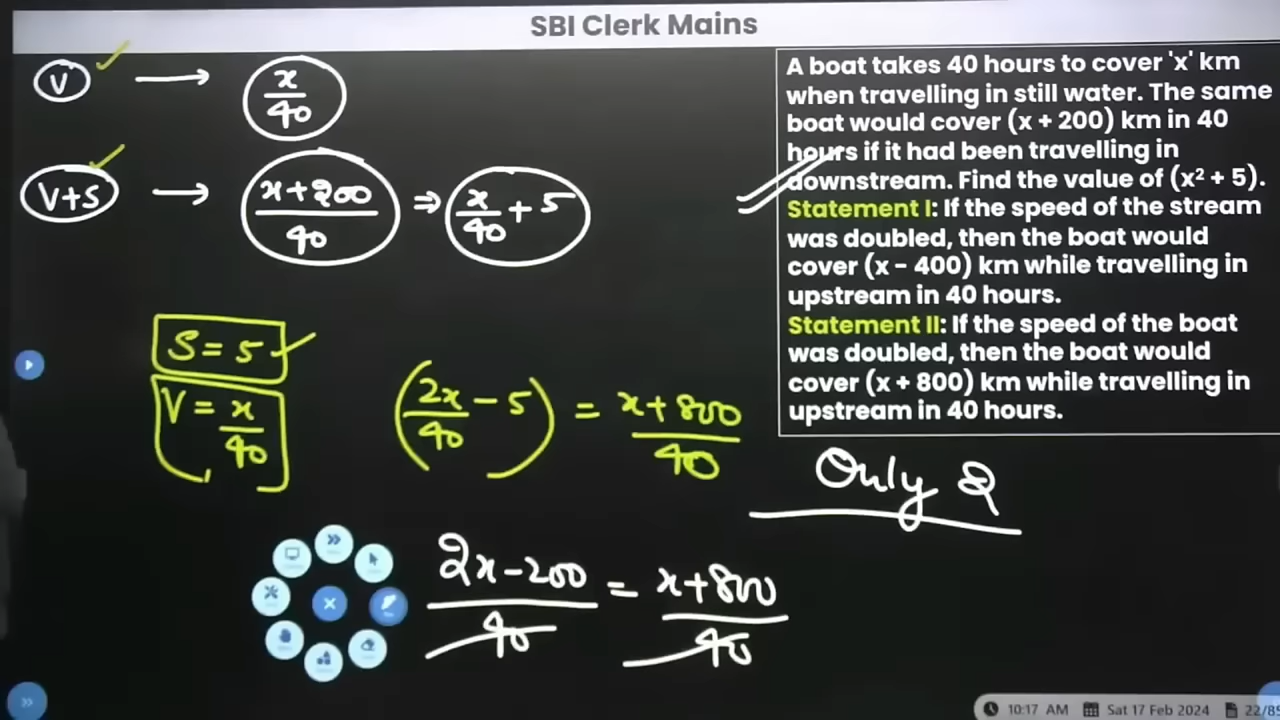 SBI Clerk Mains
V → x/40
V+S → x+200/40 ⇒ x/40 + 5
A boat takes 40 hours to cover 'x' km
when travelling in still water. The same
boat would cover (x + 200) km in 40
hours if it had been travelling in
downstream. Find the value of (x² + 5).
Statement I: If the speed of the stream
was doubled, then the boat would
cover (x – 400) km while travelling in
upstream in 40 hours.
Statement II: If the speed of the boat
was doubled, then the boat would
cover (x + 800) km while travelling in
upstream in 40 hours.
S = 5
V = x/40
(2x/40 - 5) = x+800/40
Only 2
2x-200/40 = x+800/40
10:17 AM Sat 17 Feb 2024 22/85